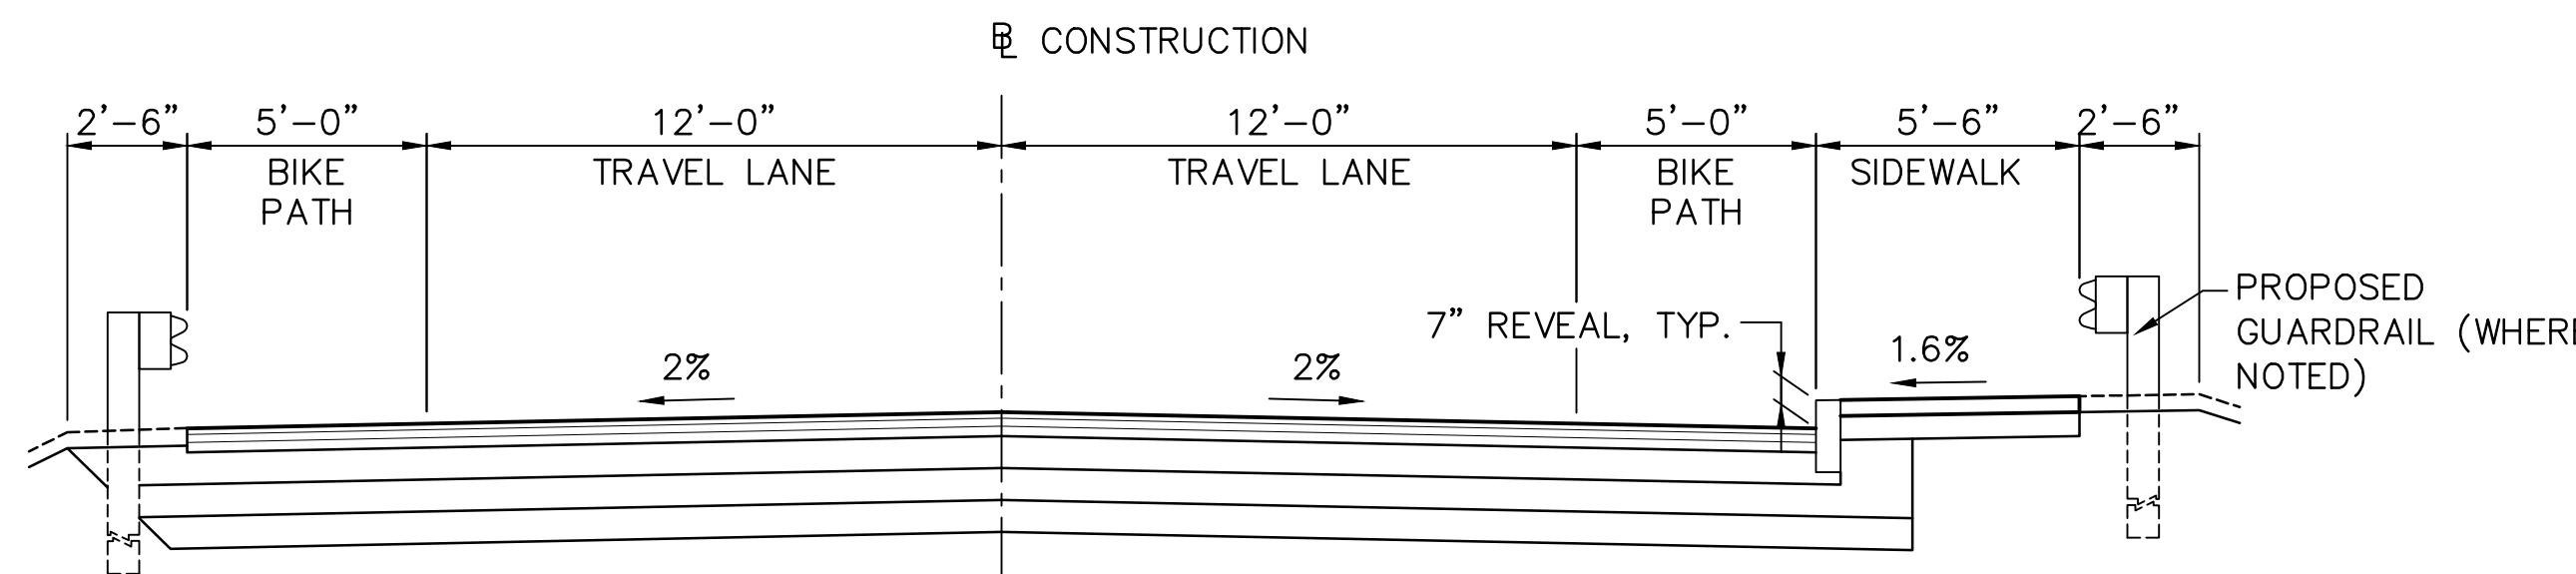 ℄ CONSTRUCTION
2'-6" 5'-0" 12'-0" 12'-0" 5'-0" 5'-6" 2'-6"
BIKE TRAVEL LANE TRAVEL LANE BIKE SIDEWALK
PATH PATH
PROPOSED
7" REVEAL, TYP. GUARDRAIL (WHERE
2% 2% 1.6% NOTED)